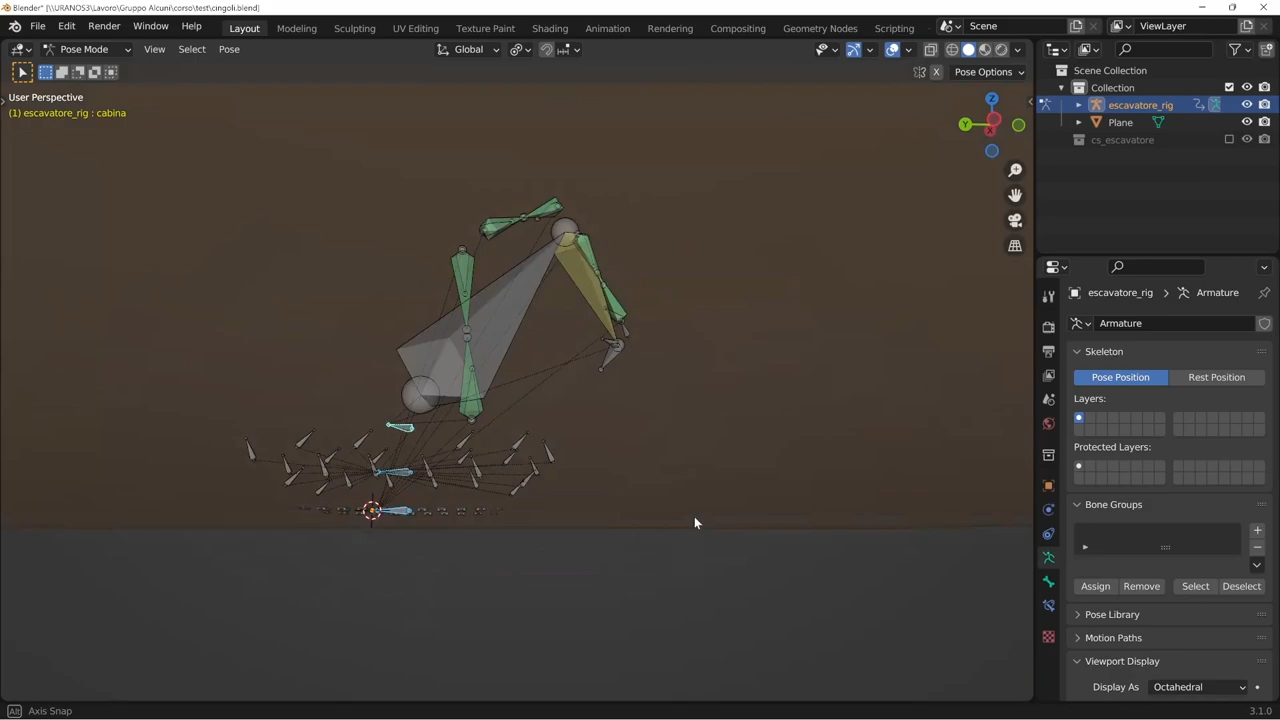 Blender* [\\URANOS3\Lavoro\Gruppo Alcuni\corso\test\cingoli.blend]
File Edit Render Window Help Layout Modeling Sculpting UV Editing Texture Paint Shading Animation Rendering Compositing Geometry Nodes Scripting Scene ViewLayer
Pose Mode View Select Pose Global
Pose Options
User Perspective
(1) escavatore_rig : cabina
Z
Y
X
Scene Collection
Collection
escavatore_rig
Plane
cs_escavatore
escavatore_rig Armature
Armature
Skeleton
Pose Position Rest Position
Layers:
Protected Layers:
Bone Groups
Assign Remove Select Deselect
Pose Library
Motion Paths
Viewport Display
Display As Octahedral
Alt Axis Snap
3.1.0